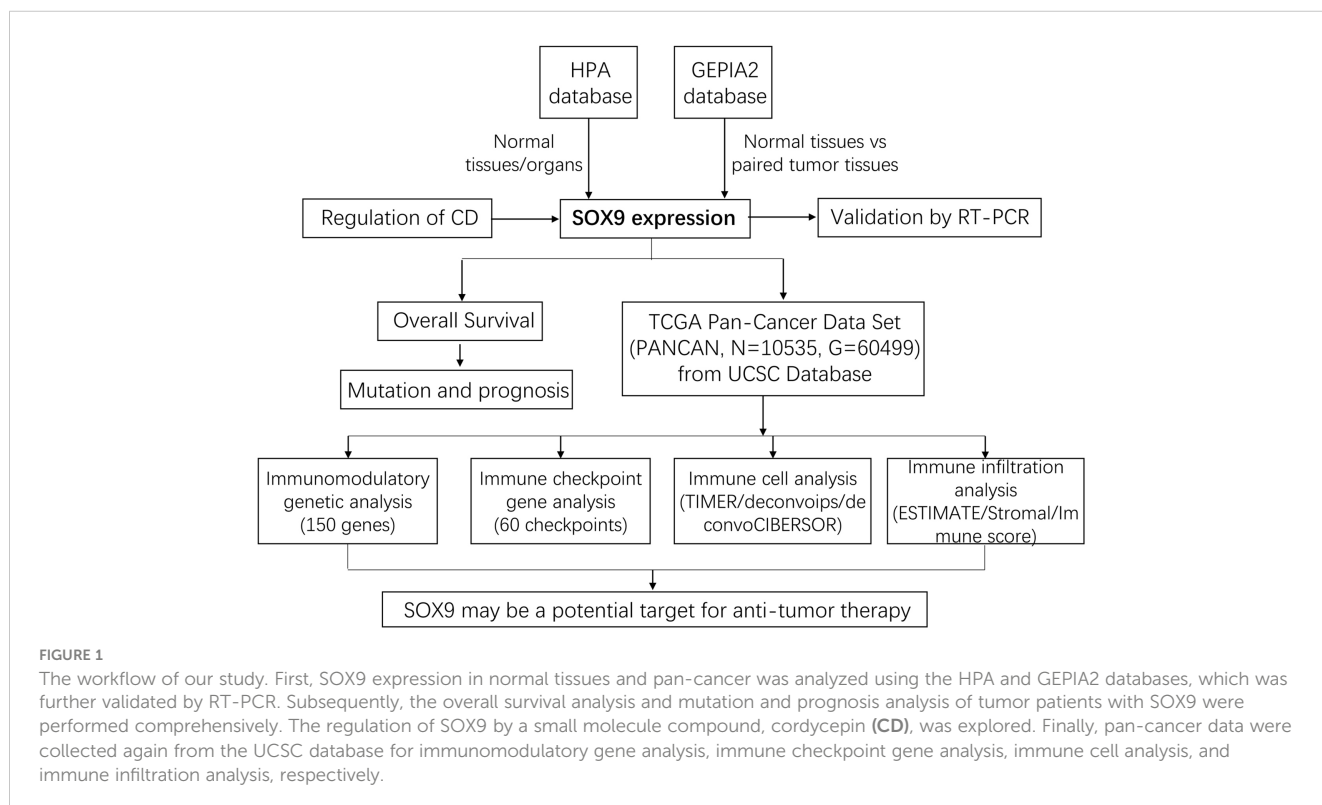 HPA
database
GEPIA2
database
Normal
tissues/organs
Normal tissues vs
paired tumor tissues
Regulation of CD
SOX9 expression
Validation by RT-PCR
Overall Survival
Mutation and prognosis
TCGA Pan-Cancer Data Set
(PANCAN, N=10535, G=60499)
from UCSC Database
Immunomodulatory
genetic analysis
(150 genes)
Immune checkpoint
gene analysis
(60 checkpoints)
Immune cell analysis
(TIMER/deconvoips/de
convoCIBERSOR)
Immune infiltration
analysis
(ESTIMATE/Stromal/Im
mune score)
SOX9 may be a potential target for anti-tumor therapy
FIGURE 1
The workflow of our study. First, SOX9 expression in normal tissues and pan-cancer was analyzed using the HPA and GEPIA2 databases, which was
further validated by RT-PCR. Subsequently, the overall survival analysis and mutation and prognosis analysis of tumor patients with SOX9 were
performed comprehensively. The regulation of SOX9 by a small molecule compound, cordycepin (CD), was explored. Finally, pan-cancer data were
collected again from the UCSC database for immunomodulatory gene analysis, immune checkpoint gene analysis, immune cell analysis, and
immune infiltration analysis, respectively.